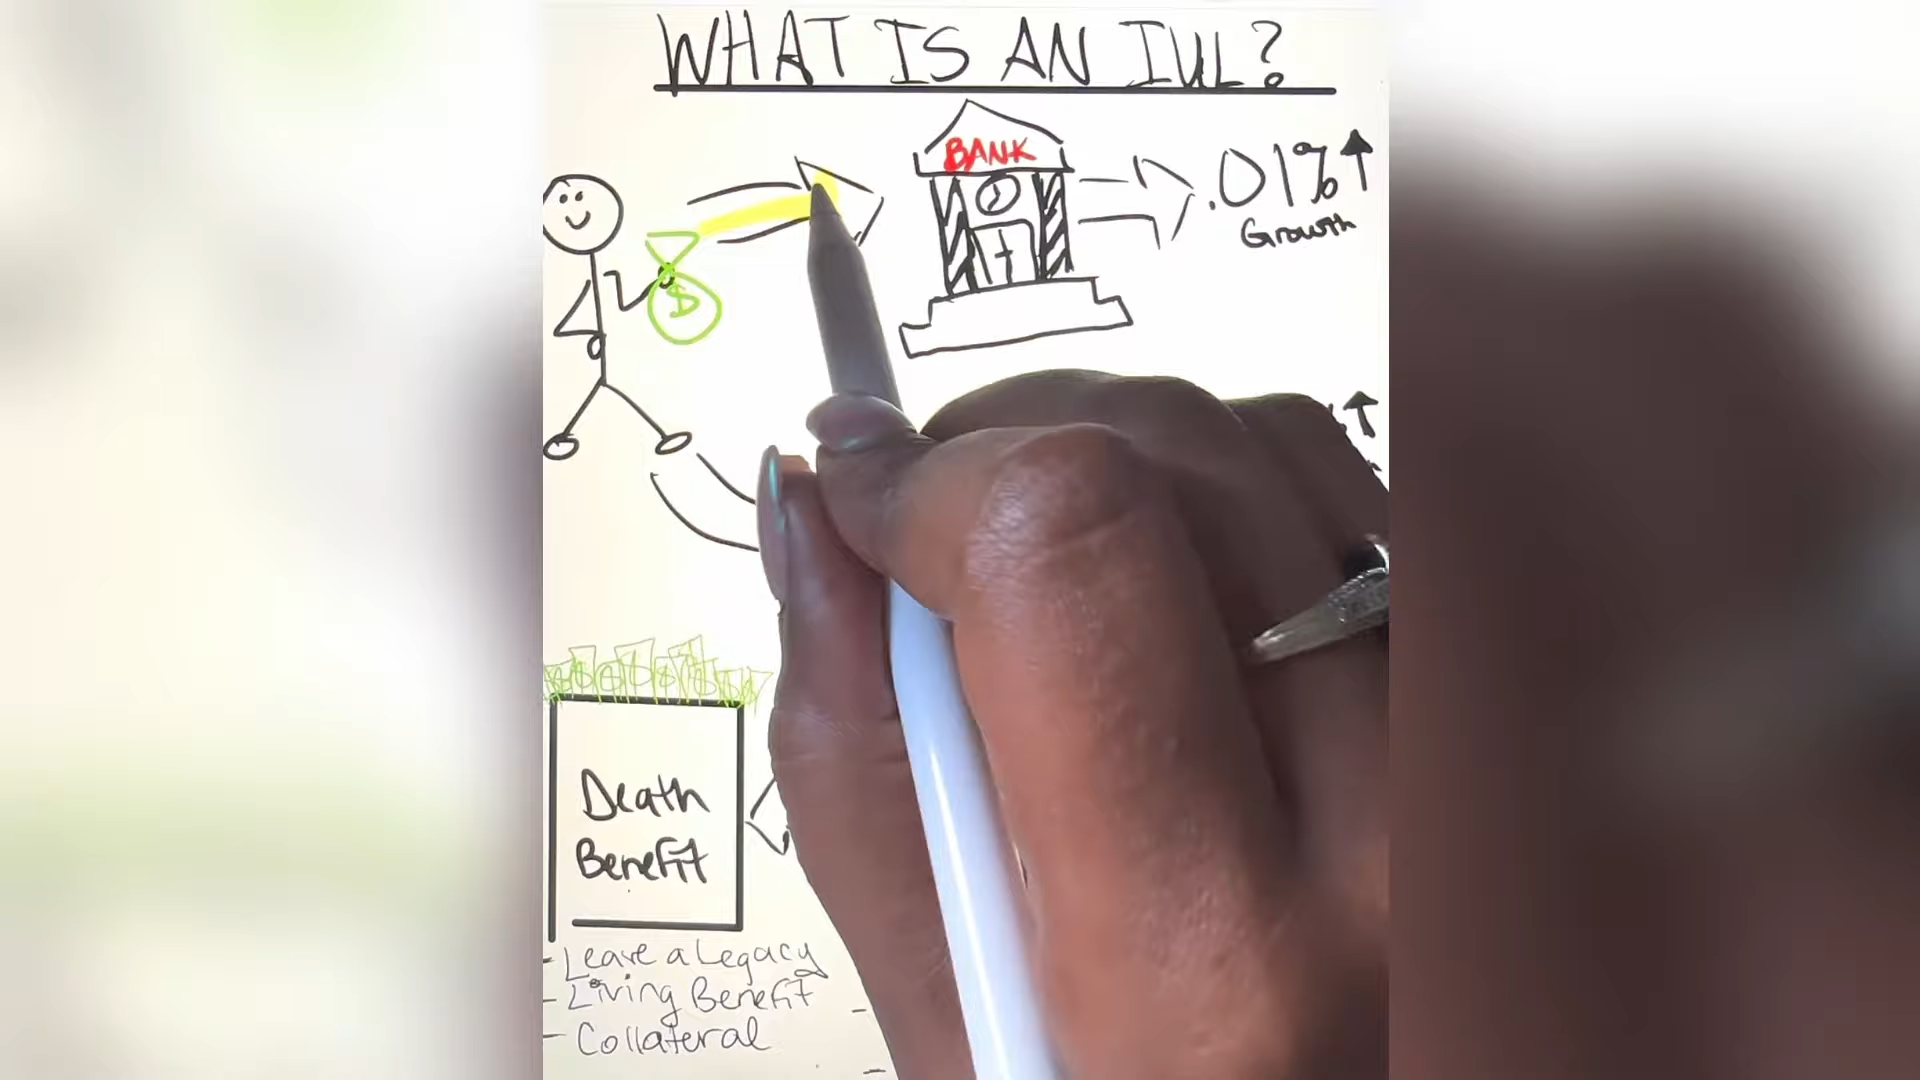 WHAT IS AN IUL?
BANK
.01%
Growth
$
Death
Benefit
- Leave a Legacy
- Living Benefit
- Collateral